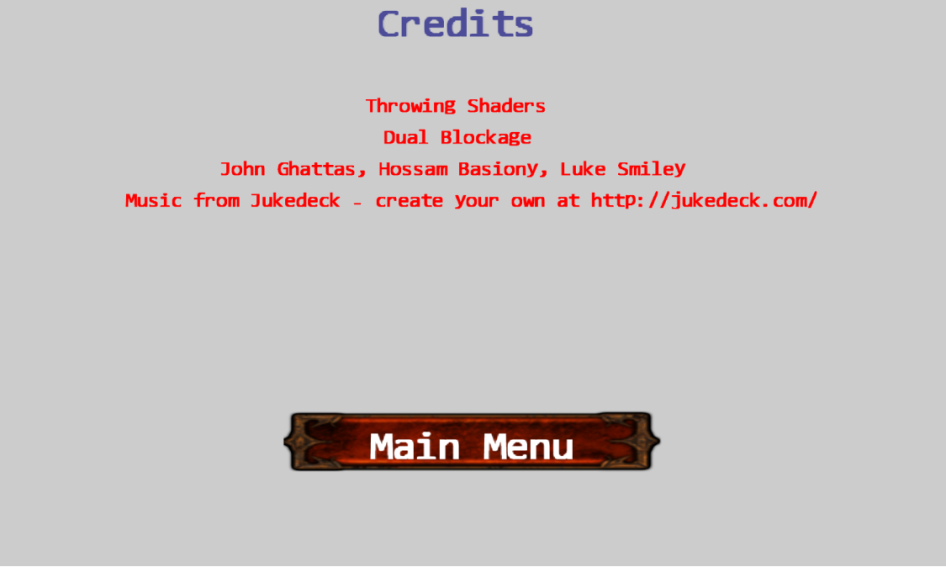 Credits
Throwing Shaders
Dual Blockage
John Ghattas, Hossam Basiony, Luke Smiley
Music from Jukedeck - create your own at http://jukedeck.com/
Main Menu